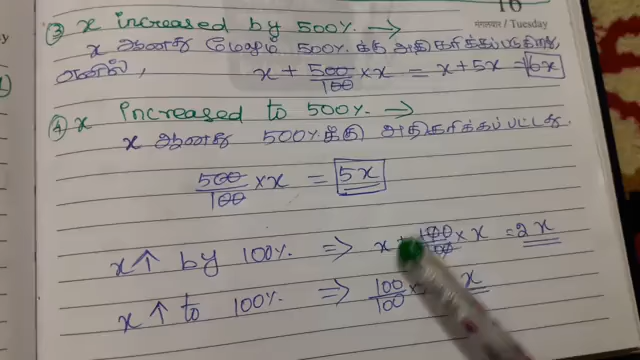 16
மங்களவார் / Tuesday
③ x increased by 500%. →
x ஆனது மேலும் 500% க்கு அதிகரிக்கப்படுகிறது
எனில், x + 500/100 × x = x + 5x = 6x
④ x increased to 500%. →
x ஆனது 500% க்கு அதிகரிக்கப்பட்டது.
500/100 × x = 5x
x ↑ by 100%. ⇒ x + 100/100 × x = 2x
x ↑ to 100%. ⇒ 100/100 x